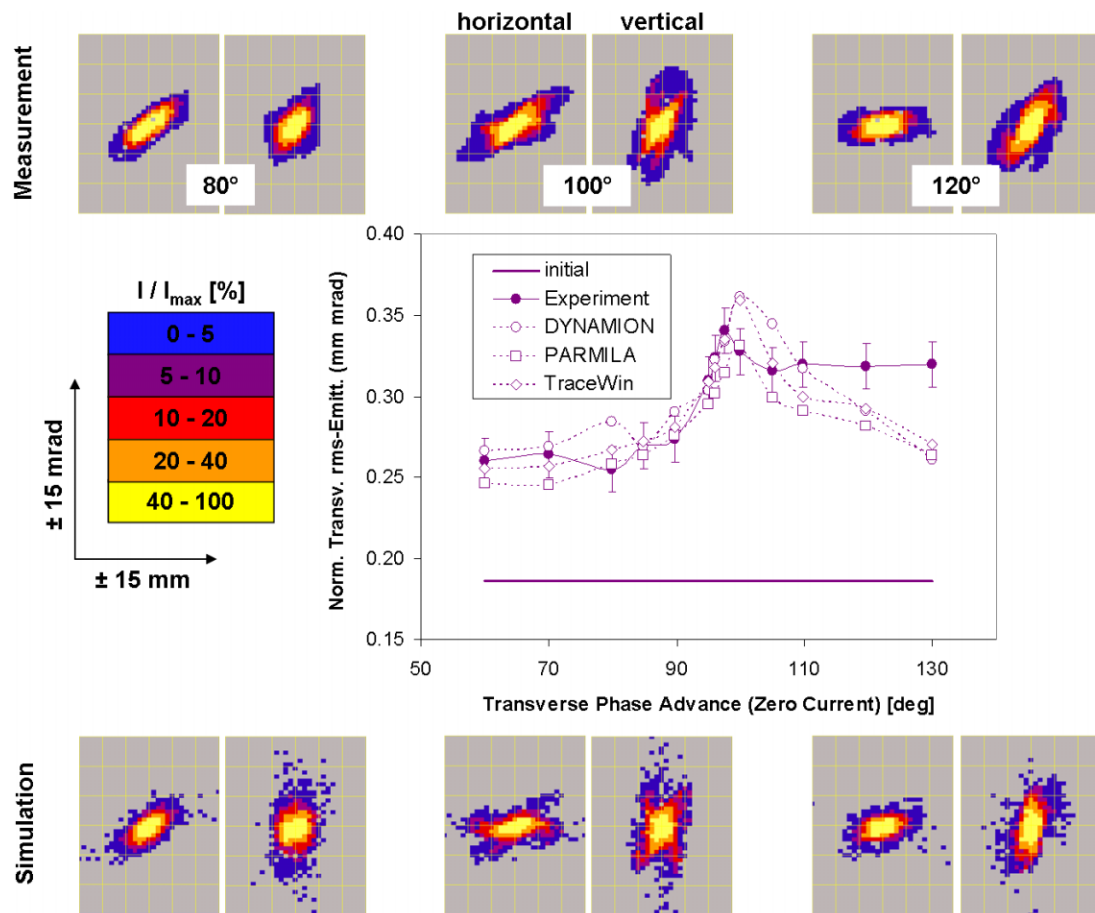 horizontal vertical
Measurement
80°
100°
120°
I / Imax [%]
0 - 5
5 - 10
10 - 20
20 - 40
40 - 100
± 15 mrad
± 15 mm
Norm. Transv. rms-Emitt. (mm mrad)
0.40
0.35
0.30
0.25
0.20
0.15
initial
Experiment
DYNAMION
PARMILA
TraceWin
50 70 90 110 130
Transverse Phase Advance (Zero Current) [deg]
Simulation